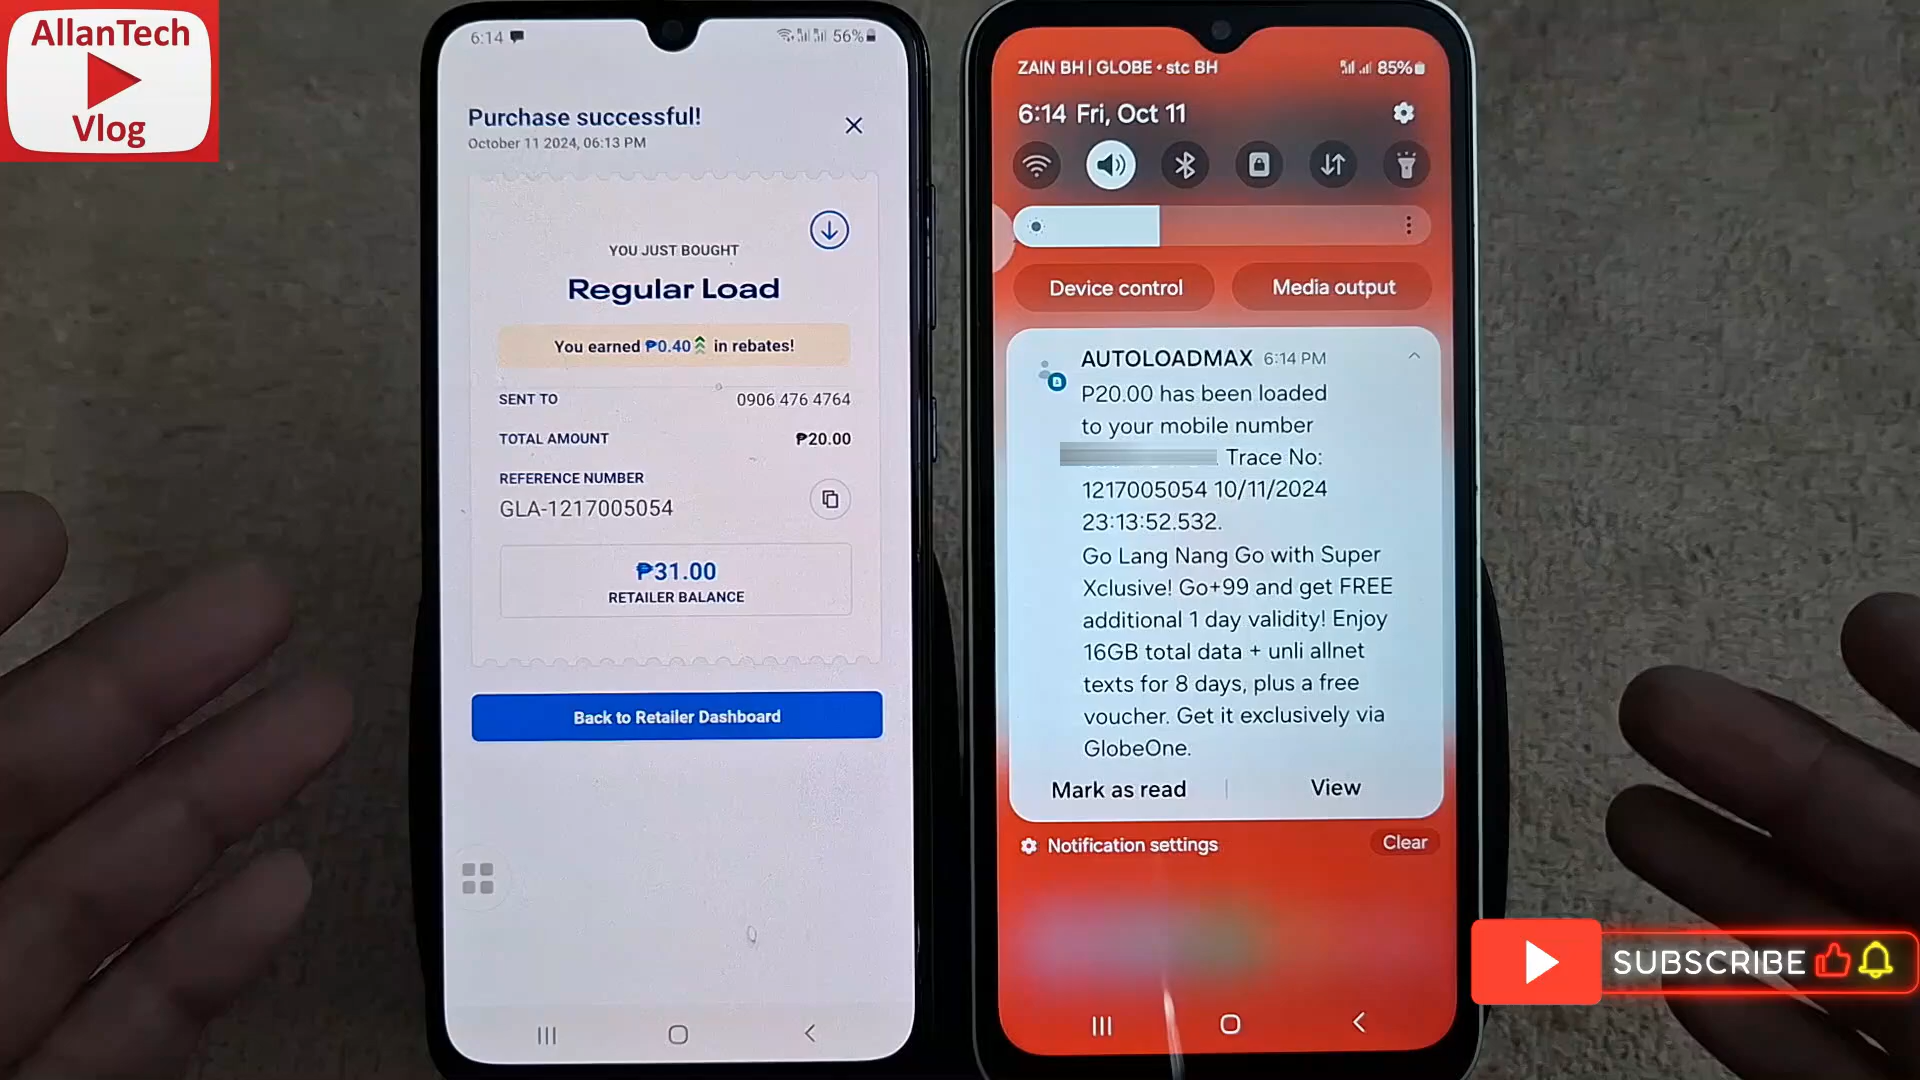 AllanTech
Vlog
6:14
56%
Purchase successful!
October 11 2024, 06:13 PM
YOU JUST BOUGHT
Regular Load
You earned ₱0.40 in rebates!
SENT TO 0906 476 4764
TOTAL AMOUNT ₱20.00
REFERENCE NUMBER
GLA-1217005054
₱31.00
RETAILER BALANCE
Back to Retailer Dashboard
ZAIN BH | GLOBE • stc BH 85%
6:14 Fri, Oct 11
Device control Media output
AUTOLOADMAX 6:14 PM
P20.00 has been loaded
to your mobile number
. Trace No:
1217005054 10/11/2024
23:13:52.532.
Go Lang Nang Go with Super
Xclusive! Go+99 and get FREE
additional 1 day validity! Enjoy
16GB total data + unli allnet
texts for 8 days, plus a free
voucher. Get it exclusively via
GlobeOne.
Mark as read View
Notification settings Clear
SUBSCRIBE